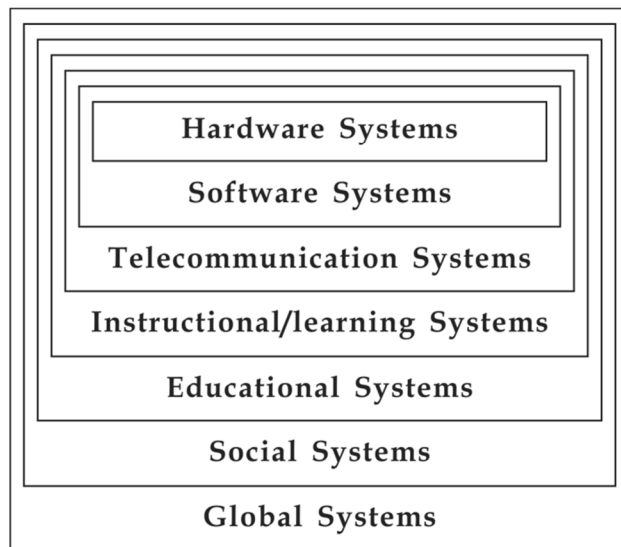 Hardware Systems
Software Systems
Telecommunication Systems
Instructional/learning Systems
Educational Systems
Social Systems
Global Systems